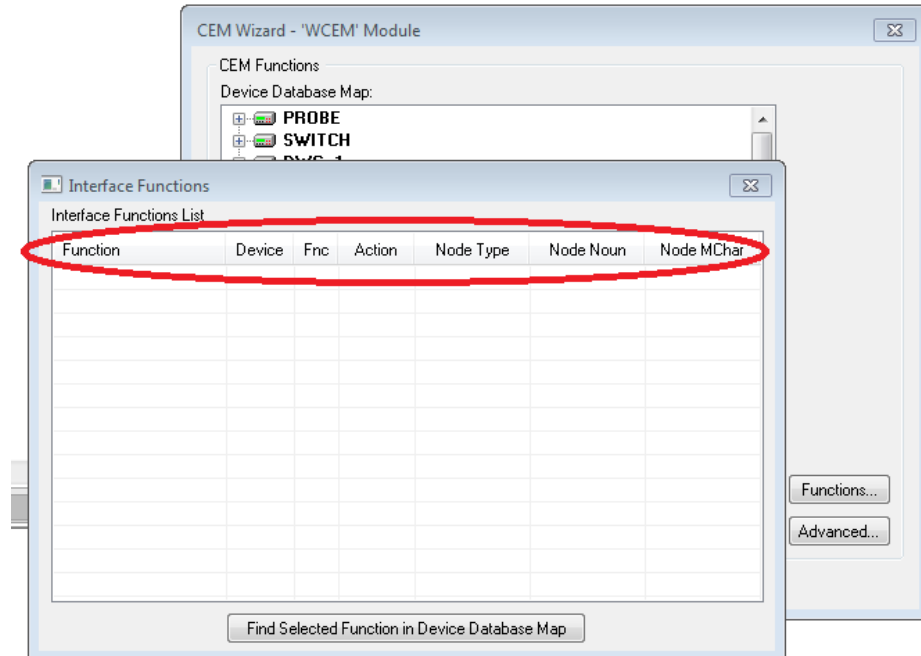 CEM Wizard - 'WCEM' Module
CEM Functions
Device Database Map:
PROBE
SWITCH
Interface Functions
Interface Functions List
Function Device Fnc Action Node Type Node Noun Node MChar
Functions...
Advanced...
Find Selected Function in Device Database Map